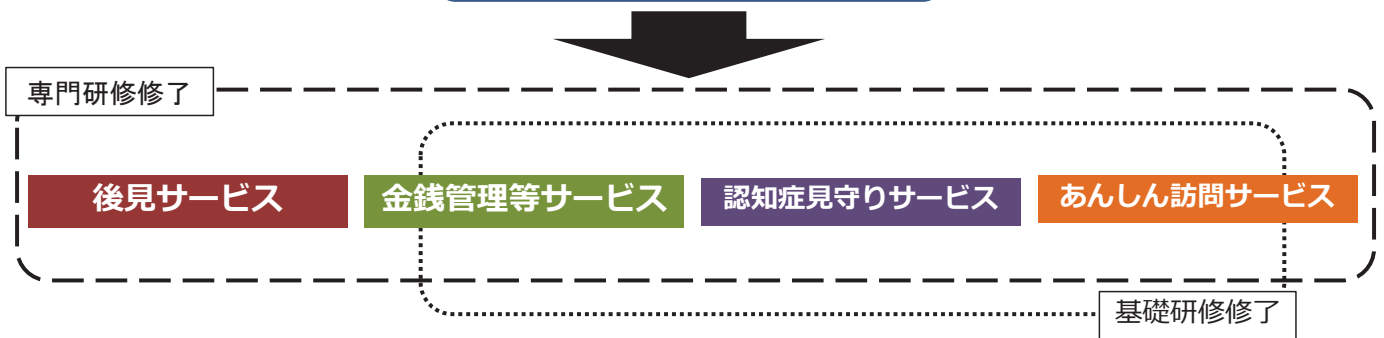 専門研修修了
後見サービス
金銭管理等サービス
認知症見守りサービス
あんしん訪問サービス
基礎研修修了